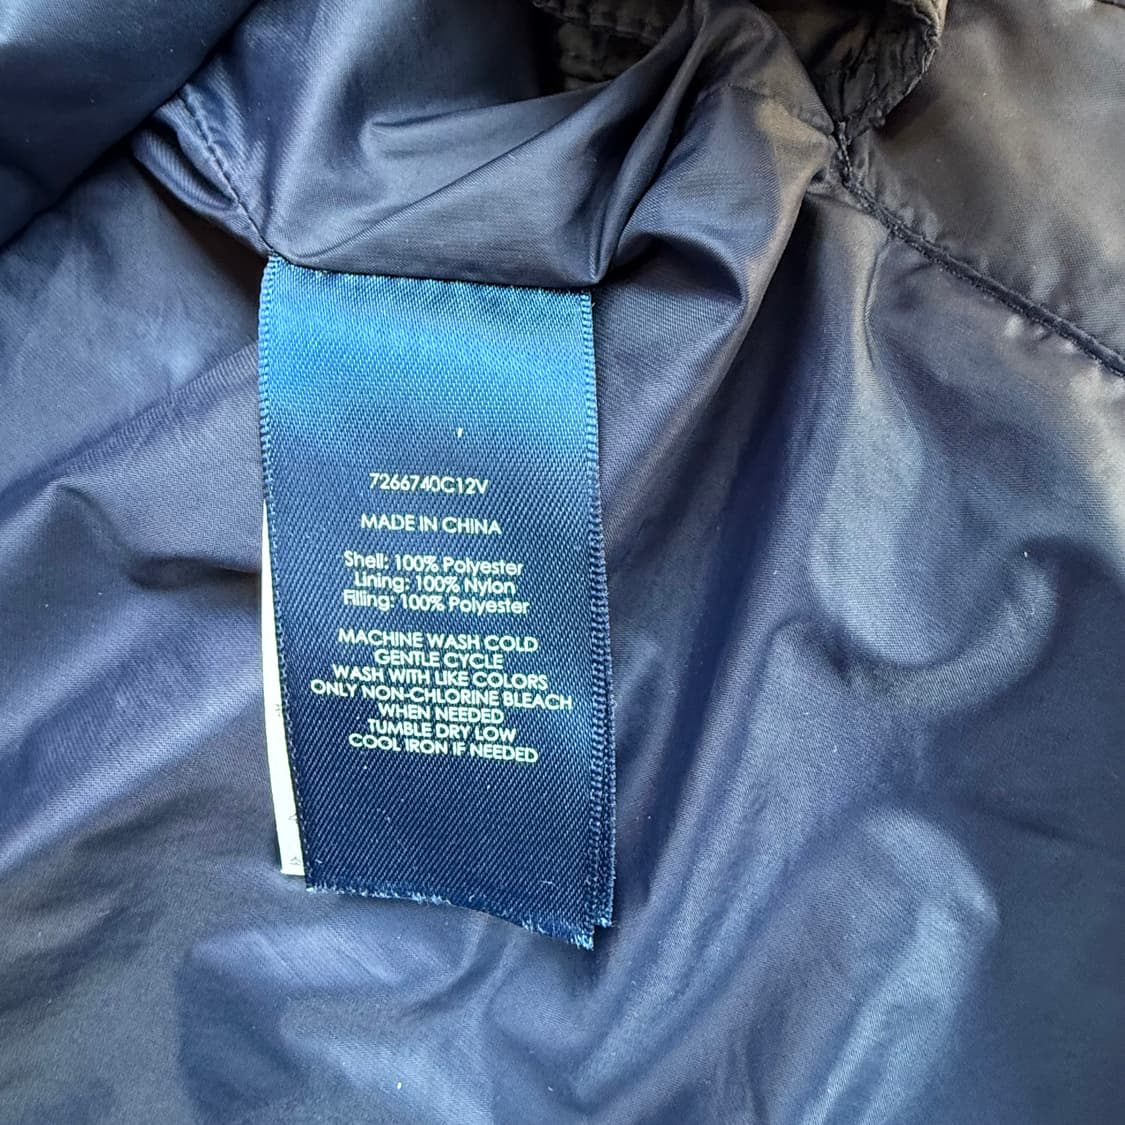 7266740C12V
MADE IN CHINA
Shell: 100% Polyester
Lining: 100% Nylon
Filling: 100% Polyester
MACHINE WASH COLD
GENTLE CYCLE
WASH WITH LIKE COLORS
ONLY NON-CHLORINE BLEACH
WHEN NEEDED
TUMBLE DRY LOW
COOL IRON IF NEEDED